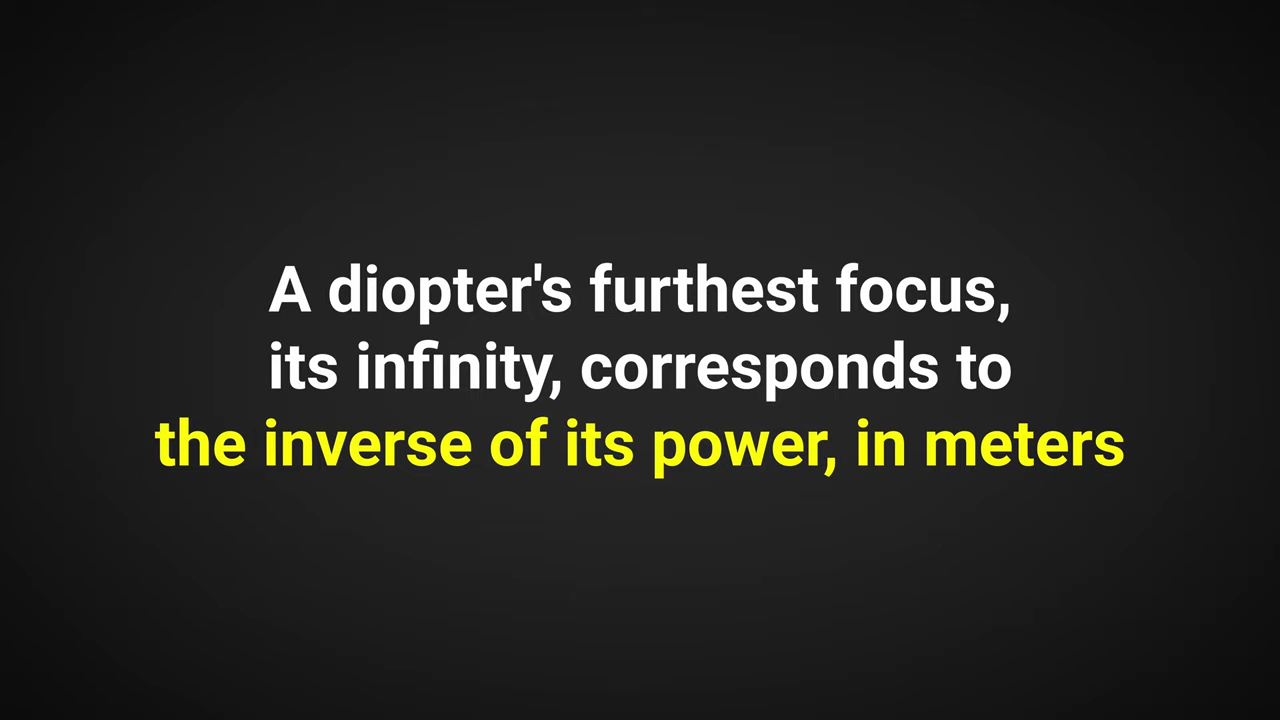 A diopter's furthest focus,
its infinity, corresponds to
the inverse of its power, in meters